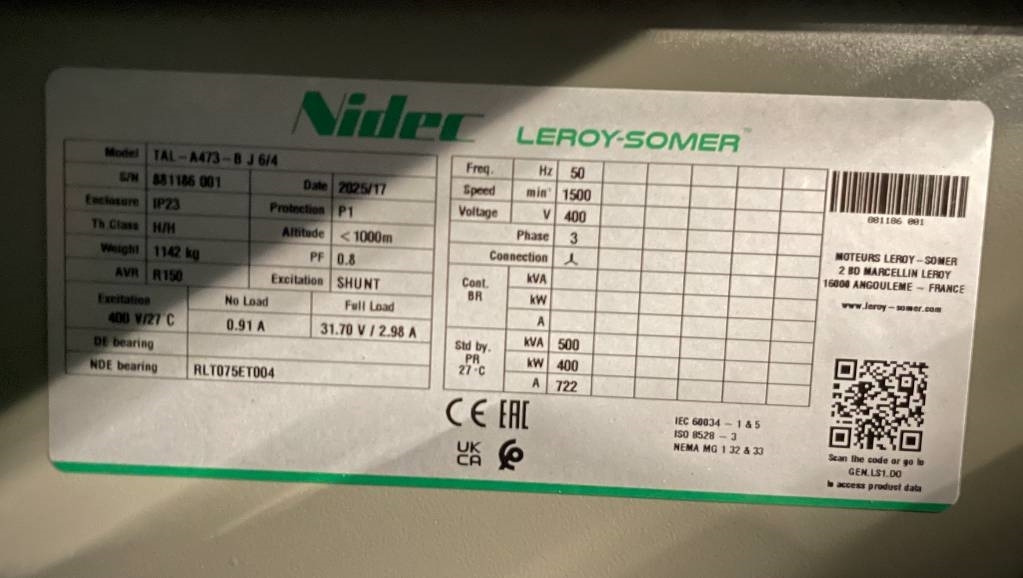 Nidec LEROY-SOMER™
Model TAL-A473-B J 6/4
S/N 881186 001 Date 2025/17
Enclosure IP23 Protection P1
Th.Class H/H Altitude <1000m
Weight 1142 kg PF 0.8
AVR R150 Excitation SHUNT
Excitation No Load Full Load
400 V/27 C 0.91 A 31.70 V / 2.98 A
DE bearing
NDE bearing RLT075ET004
Freq. Hz 50
Speed min⁻ 1500
Voltage V 400
Phase 3
Connection
Cont. BR kVA
kW
A
Std by. PR 27°C kVA 500
kW 400
A 722
CE EAC
UK
CA
IEC 60034 - 1 & 5
ISO 8528 - 3
NEMA MG 1 32 & 33
881186 001
MOTEURS LEROY-SOMER
2 BD MARCELLIN LEROY
16000 ANGOULEME - FRANCE
www.leroy-somer.com
Scan the code or go to
GEN.LS1.DO
to access product data